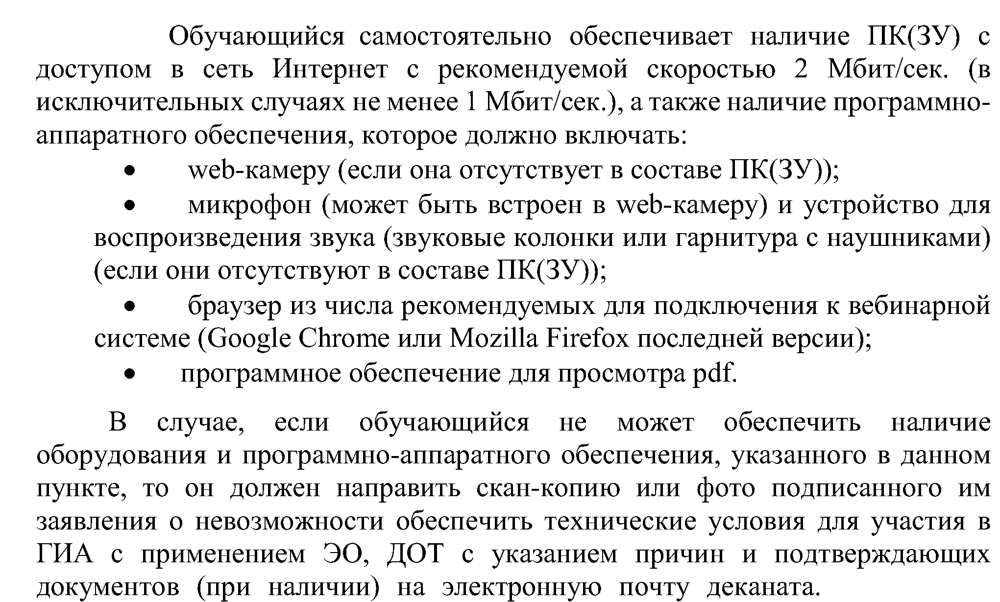 Обучающийся самостоятельно обеспечивает наличие ПК(ЗУ) с
доступом в сеть Интернет с рекомендуемой скоростью 2 Мбит/сек. (в
исключительных случаях не менее 1 Мбит/сек.), а также наличие программно-
аппаратного обеспечения, которое должно включать:
• web-камеру (если она отсутствует в составе ПК(ЗУ));
• микрофон (может быть встроен в web-камеру) и устройство для
воспроизведения звука (звуковые колонки или гарнитура с наушниками)
(если они отсутствуют в составе ПК(ЗУ));
• браузер из числа рекомендуемых для подключения к вебинарной
системе (Google Chrome или Mozilla Firefox последней версии);
• программное обеспечение для просмотра pdf.
В случае, если обучающийся не может обеспечить наличие
оборудования и программно-аппаратного обеспечения, указанного в данном
пункте, то он должен направить скан-копию или фото подписанного им
заявления о невозможности обеспечить технические условия для участия в
ГИА с применением ЭО, ДОТ с указанием причин и подтверждающих
документов (при наличии) на электронную почту деканата.